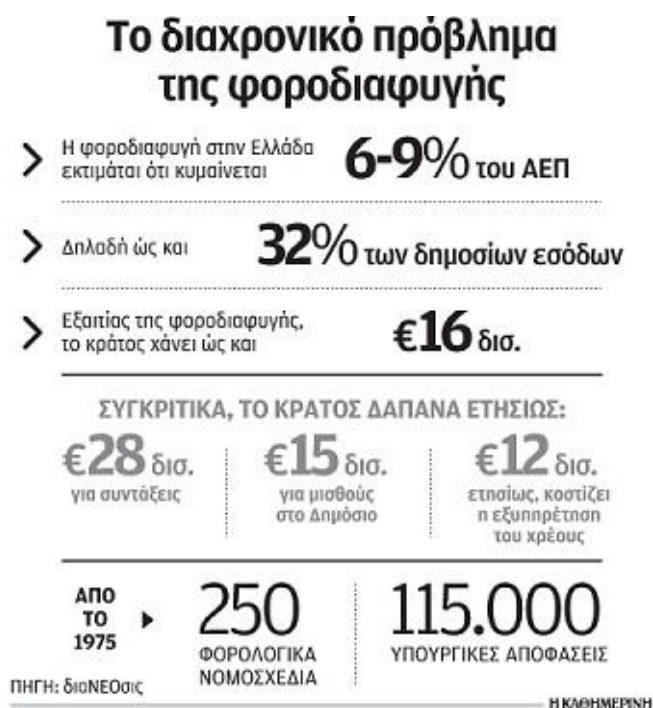 Το διαχρονικό πρόβλημα
της φοροδιαφυγής
Η φοροδιαφυγή στην Ελλάδα
εκτιμάται ότι κυμαίνεται
6-9% του ΑΕΠ
Δηλαδή ώς και
32% των δημοσίων εσόδων
Εξαιτίας της φοροδιαφυγής,
το κράτος χάνει ώς και
€16 δισ.
ΣΥΓΚΡΙΤΙΚΑ, ΤΟ ΚΡΑΤΟΣ ΔΑΠΑΝΑ ΕΤΗΣΙΩΣ:
€28 δισ.
για συντάξεις
€15 δισ.
για μισθούς
στο Δημόσιο
€12 δισ.
ετησίως, κοστίζει
η εξυπηρέτηση
του χρέους
ΑΠΟ
ΤΟ
1975
250
ΦΟΡΟΛΟΓΙΚΑ
ΝΟΜΟΣΧΕΔΙΑ
115.000
ΥΠΟΥΡΓΙΚΕΣ ΑΠΟΦΑΣΕΙΣ
ΠΗΓΗ: διαΝΕΟσις
Η ΚΑΘΗΜΕΡΙΝΗ